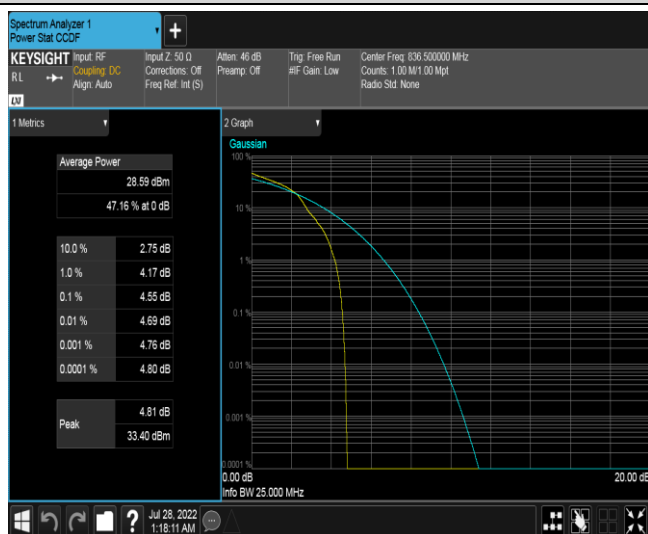 Spectrum Analyzer 1
Power Stat CCDF
+
KEYSIGHT Input: RF Input Z: 50 Ω Atten: 46 dB Trig: Free Run Center Freq: 836.500000 MHz
RL Coupling: DC Corrections: Off Preamp: Off #IF Gain: Low Counts: 1.00 M/1.00 Mpt
Align: Auto Freq Ref: Int (S) Radio Std: None
LXI
1 Metrics
2 Graph
Gaussian
Average Power
28.59 dBm
47.16 % at 0 dB
10.0 % 2.75 dB
1.0 % 4.17 dB
0.1 % 4.55 dB
0.01 % 4.69 dB
0.001 % 4.76 dB
0.0001 % 4.80 dB
Peak 4.81 dB
33.40 dBm
100 %
10 %
1 %
0.1 %
0.01 %
0.001 %
0.0001 %
0.00 dB 20.00 dB
Info BW 25.000 MHz
? Jul 28, 2022
1:18:11 AM